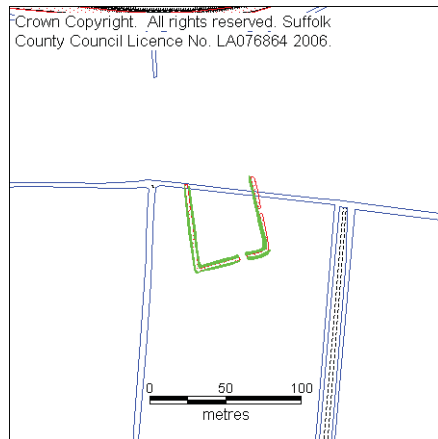 Crown Copyright. All rights reserved. Suffolk
County Council Licence No. LA076864 2006.
0 50 100
metres